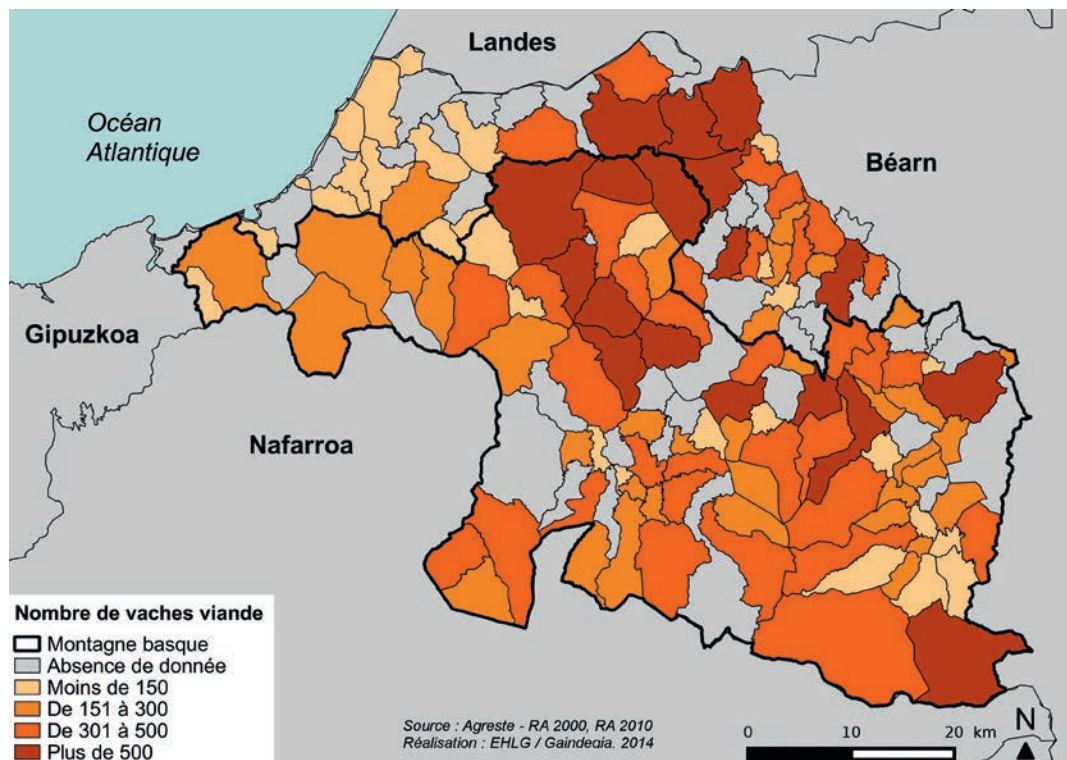 Landes
Océan
Atlantique
Béarn
Gipuzkoa
Nafarroa
Nombre de vaches viande
Montagne basque
Absence de donnée
Moins de 150
De 151 à 300
De 301 à 500
Plus de 500
Source : Agreste - RA 2000, RA 2010
Réalisation : EHLG / Gaindegia, 2014
0 10 20 km
N